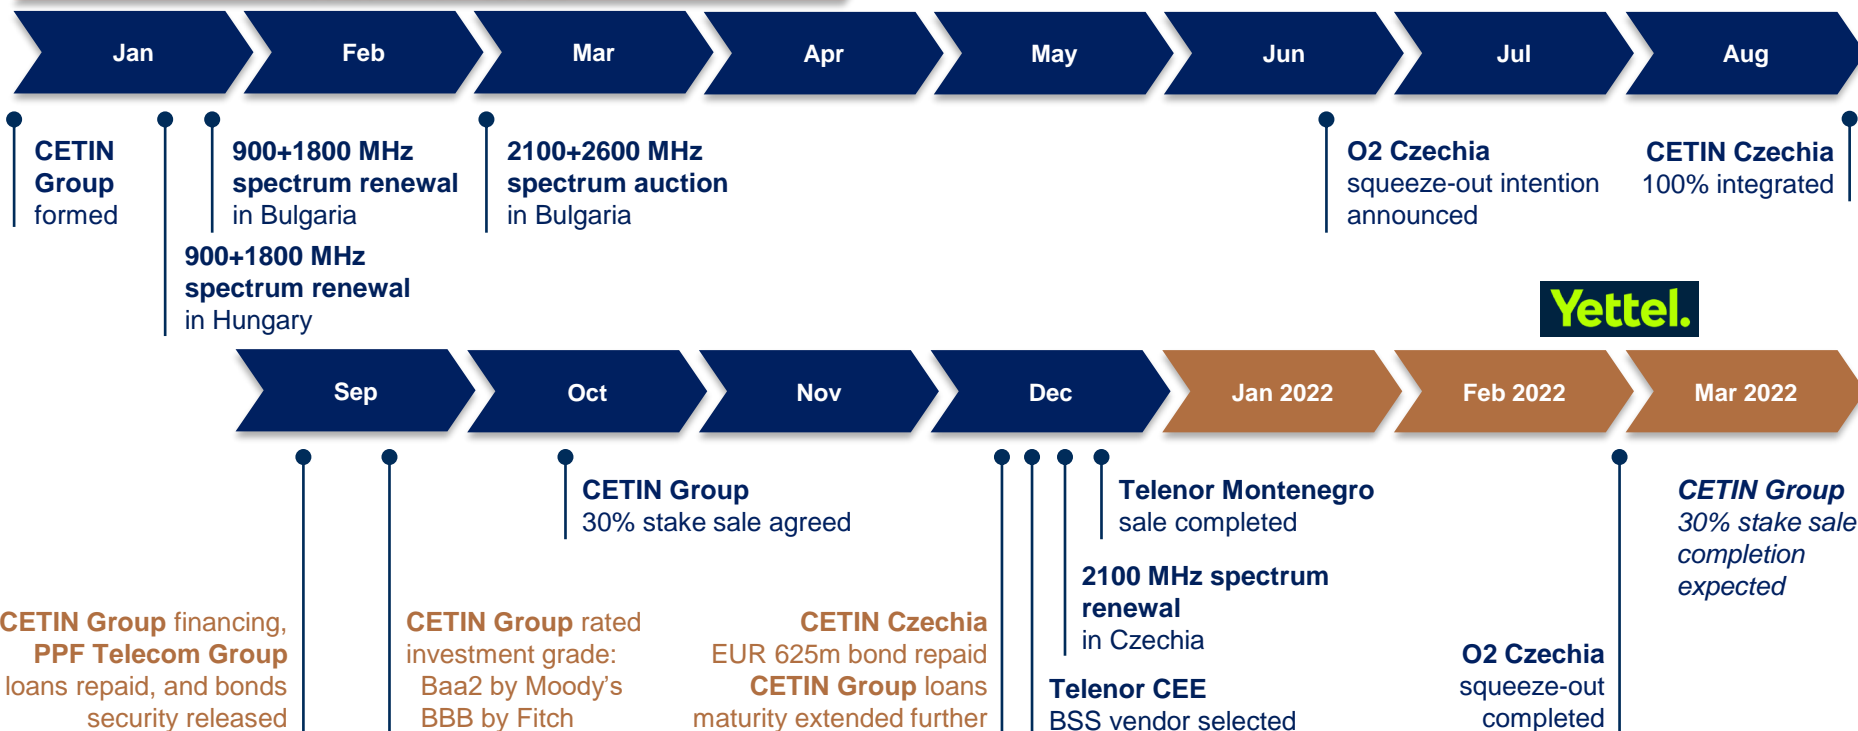 Jan
Feb
Mar
Apr
May
Jun
Jul
Aug
CETIN
Group
formed
900+1800 MHz
spectrum renewal
in Bulgaria
2100+2600 MHz
spectrum auction
in Bulgaria
O2 Czechia
squeeze-out intention
announced
CETIN Czechia
100% integrated
900+1800 MHz
spectrum renewal
in Hungary
Yettel.
Sep
Oct
Nov
Dec
Jan 2022
Feb 2022
Mar 2022
CETIN Group
30% stake sale agreed
Telenor Montenegro
sale completed
CETIN Group
30% stake sale
completion
expected
2100 MHz spectrum
renewal
in Czechia
CETIN Group financing,
PPF Telecom Group
loans repaid, and bonds
security released
CETIN Group rated
investment grade:
Baa2 by Moody's
BBB by Fitch
CETIN Czechia
EUR 625m bond repaid
CETIN Group loans
maturity extended further
Telenor CEE
BSS vendor selected
O2 Czechia
squeeze-out
completed